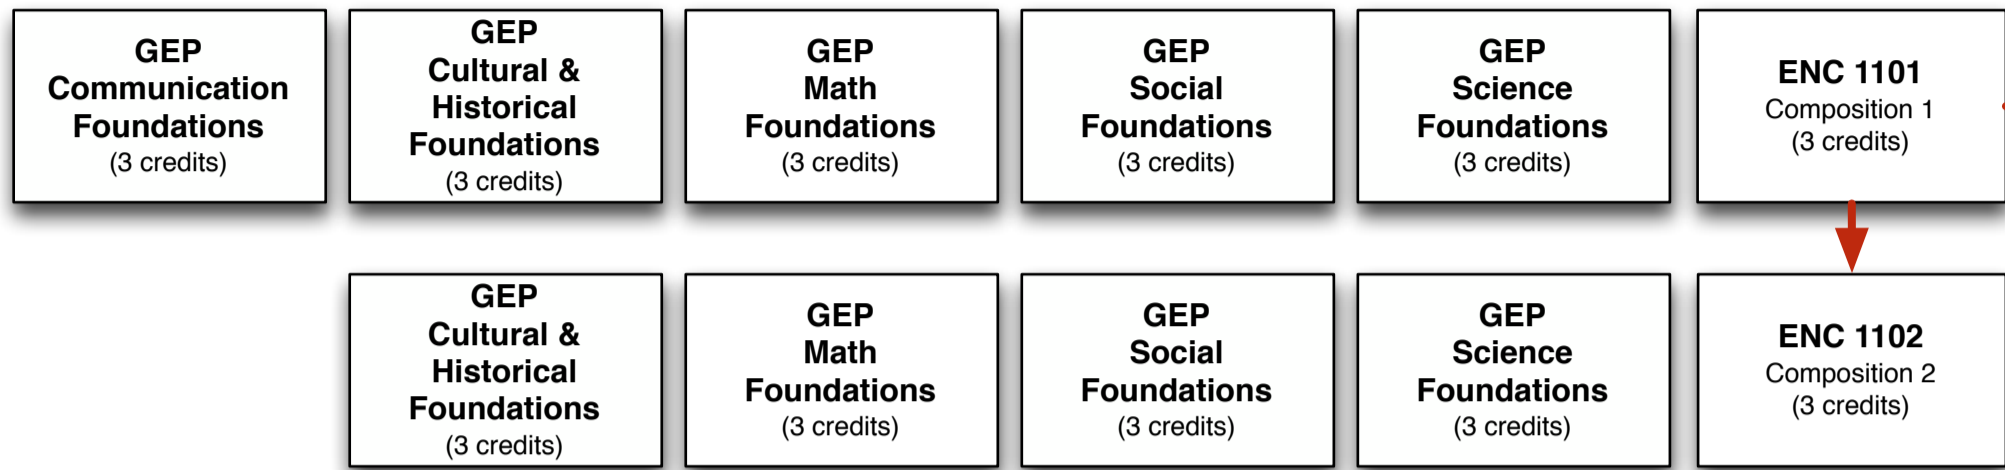 GEP
Communication
Foundations
(3 credits)
GEP
Cultural &
Historical
Foundations
(3 credits)
GEP
Math
Foundations
(3 credits)
GEP
Social
Foundations
(3 credits)
GEP
Science
Foundations
(3 credits)
ENC 1101
Composition 1
(3 credits)
GEP
Cultural &
Historical
Foundations
(3 credits)
GEP
Math
Foundations
(3 credits)
GEP
Social
Foundations
(3 credits)
GEP
Science
Foundations
(3 credits)
ENC 1102
Composition 2
(3 credits)